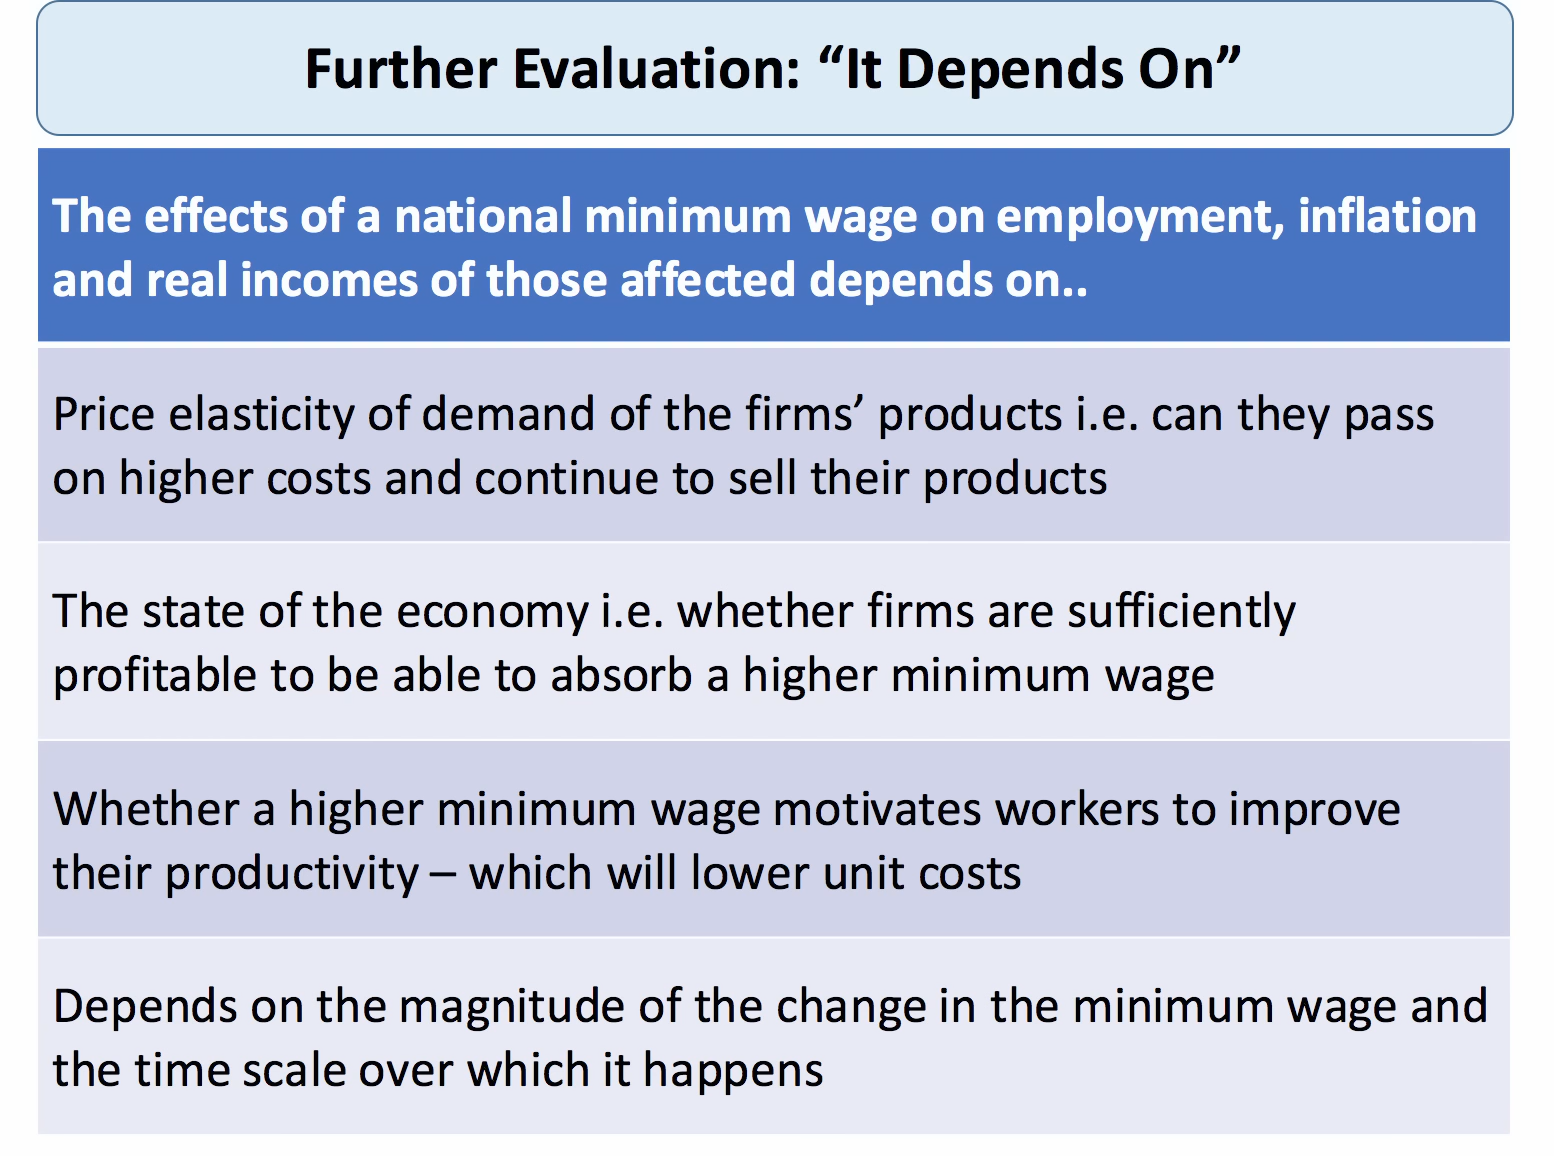 Further Evaluation: “It Depends On”
The effects of a national minimum wage on employment, inflation
and real incomes of those affected depends on..
Price elasticity of demand of the firms’ products i.e. can they pass
on higher costs and continue to sell their products
The state of the economy i.e. whether firms are sufficiently
profitable to be able to absorb a higher minimum wage
Whether a higher minimum wage motivates workers to improve
their productivity – which will lower unit costs
Depends on the magnitude of the change in the minimum wage and
the time scale over which it happens